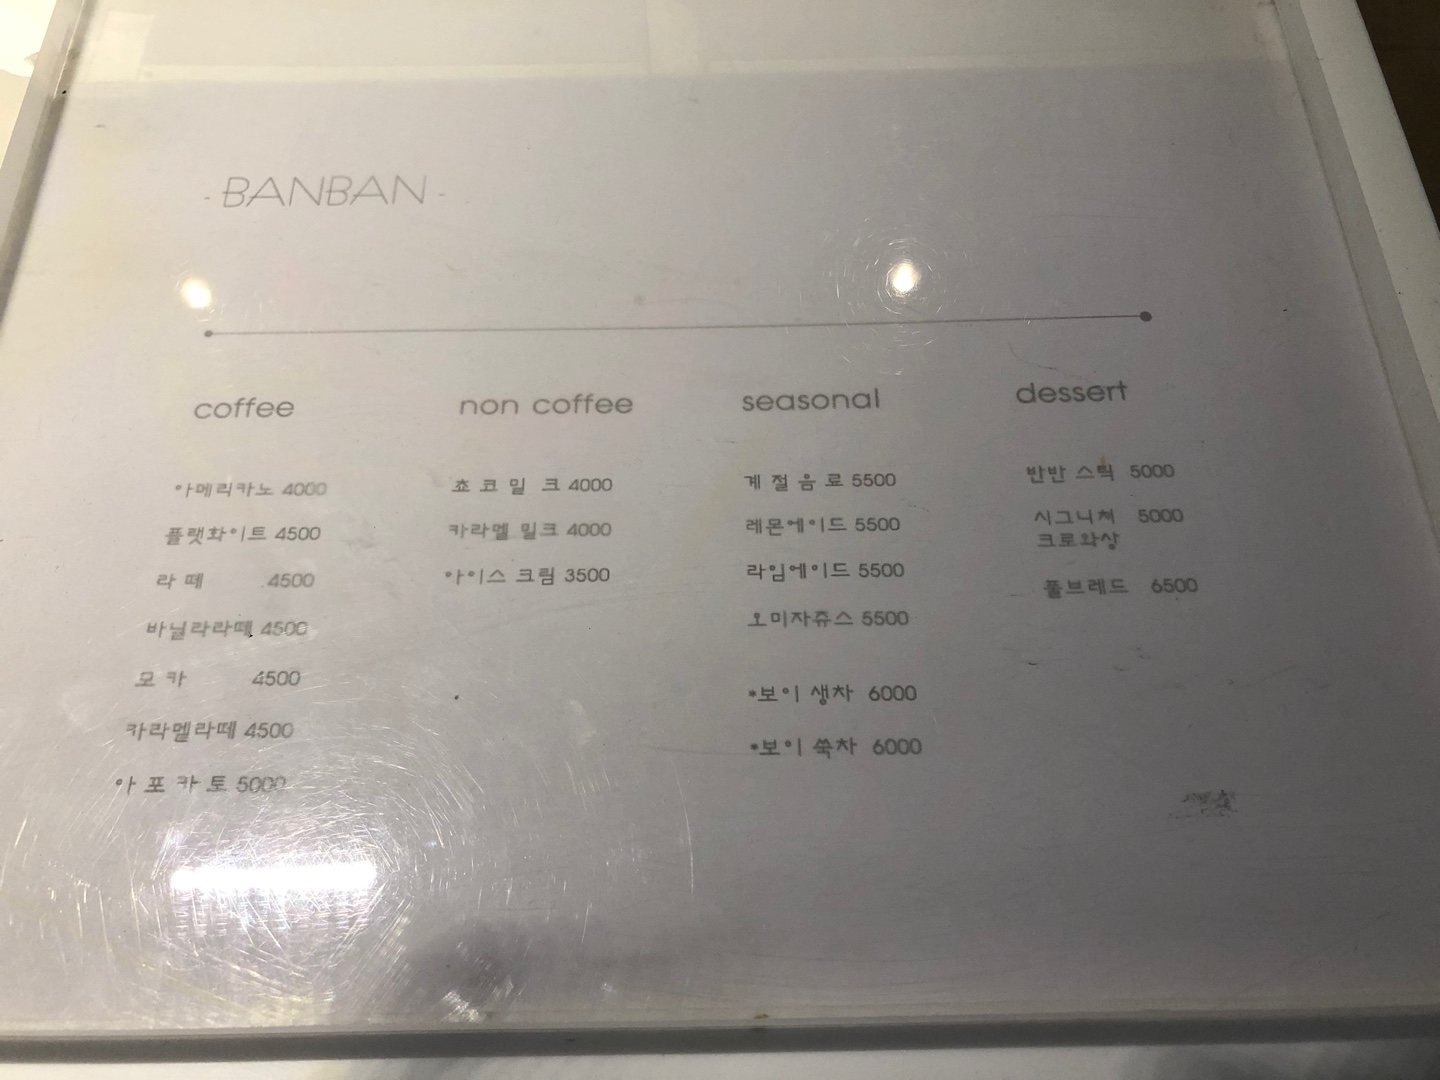 - BANBAN -
coffee
아메리카노 4000
플랫화이트 4500
라 떼 4500
바닐라라떼 4500
모 카 4500
카라멜라떼 4500
아 포 카 토 5000
non coffee
쵸 코 밀 크 4000
카라멜 밀크 4000
아이스 크림 3500
seasonal
계 절 음 료 5500
레몬에이드 5500
라임에이드 5500
오미자쥬스 5500
*보이 생차 6000
*보이 쑥차 6000
dessert
반반 스틱 5000
시그니쳐 5000
크로와상
풀브레드 6500